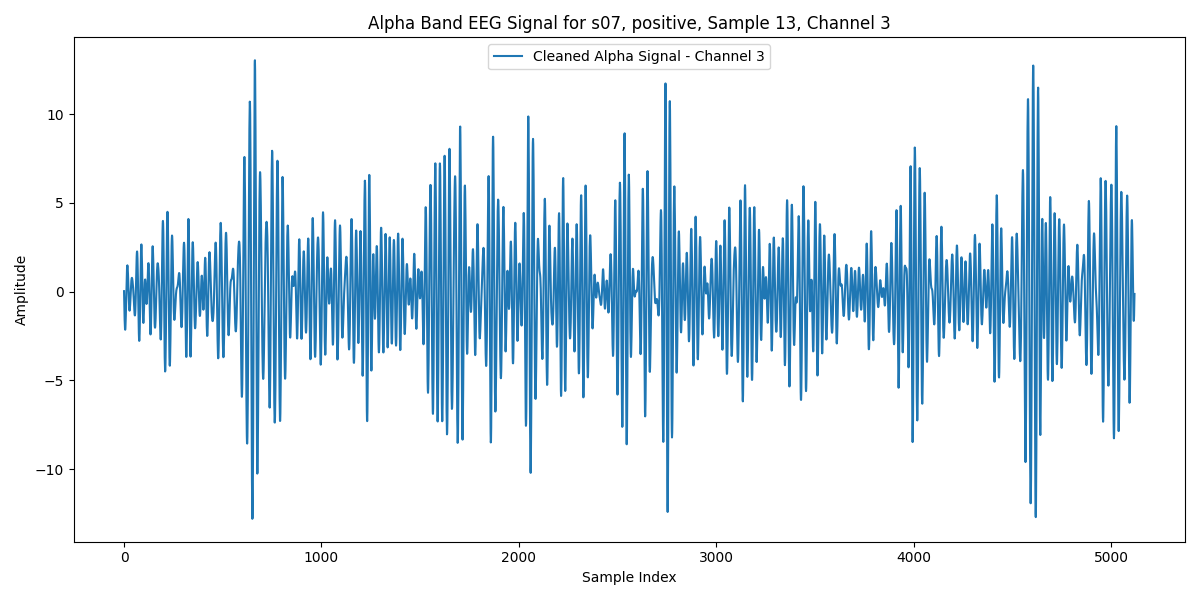 Alpha Band EEG Signal for s07, positive, Sample 13, Channel 3
Cleaned Alpha Signal - Channel 3
Amplitude
10
5
0
−5
−10
0 1000 2000 3000 4000 5000
Sample Index